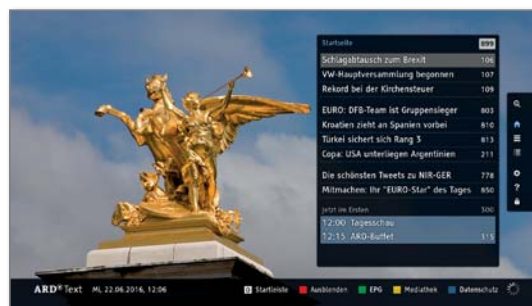 Startseite 899
Schlagabtausch zum Brexit 106
VW-Hauptversammlung begonnen 107
Rekord bei der Kirchensteuer 109
EURO: DFB-Team ist Gruppensieger 803
Kroatien zieht an Spanien vorbei 810
Türkei sichert sich Rang 3 813
Copa: USA unterliegen Argentinien 211
Die schönsten Tweets zu NIR-GER 778
Mitmachen: Ihr "EURO-Star" des Tages 850
Jetzt im Ersten 300
12:00 Tagesschau
12:15 ARD-Buffet 315
ARD Text Mi, 22.06.2016, 12:06 0 Startleiste Ausblenden EPG Mediathek Datenschutz